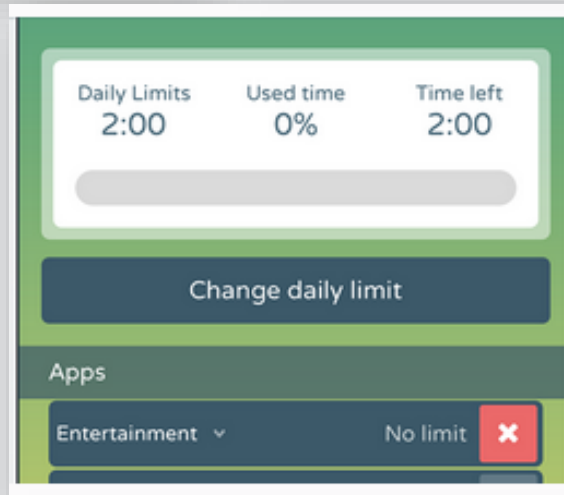 Daily Limits Used time Time left
2:00 0% 2:00
Change daily limit
Apps
Entertainment No limit